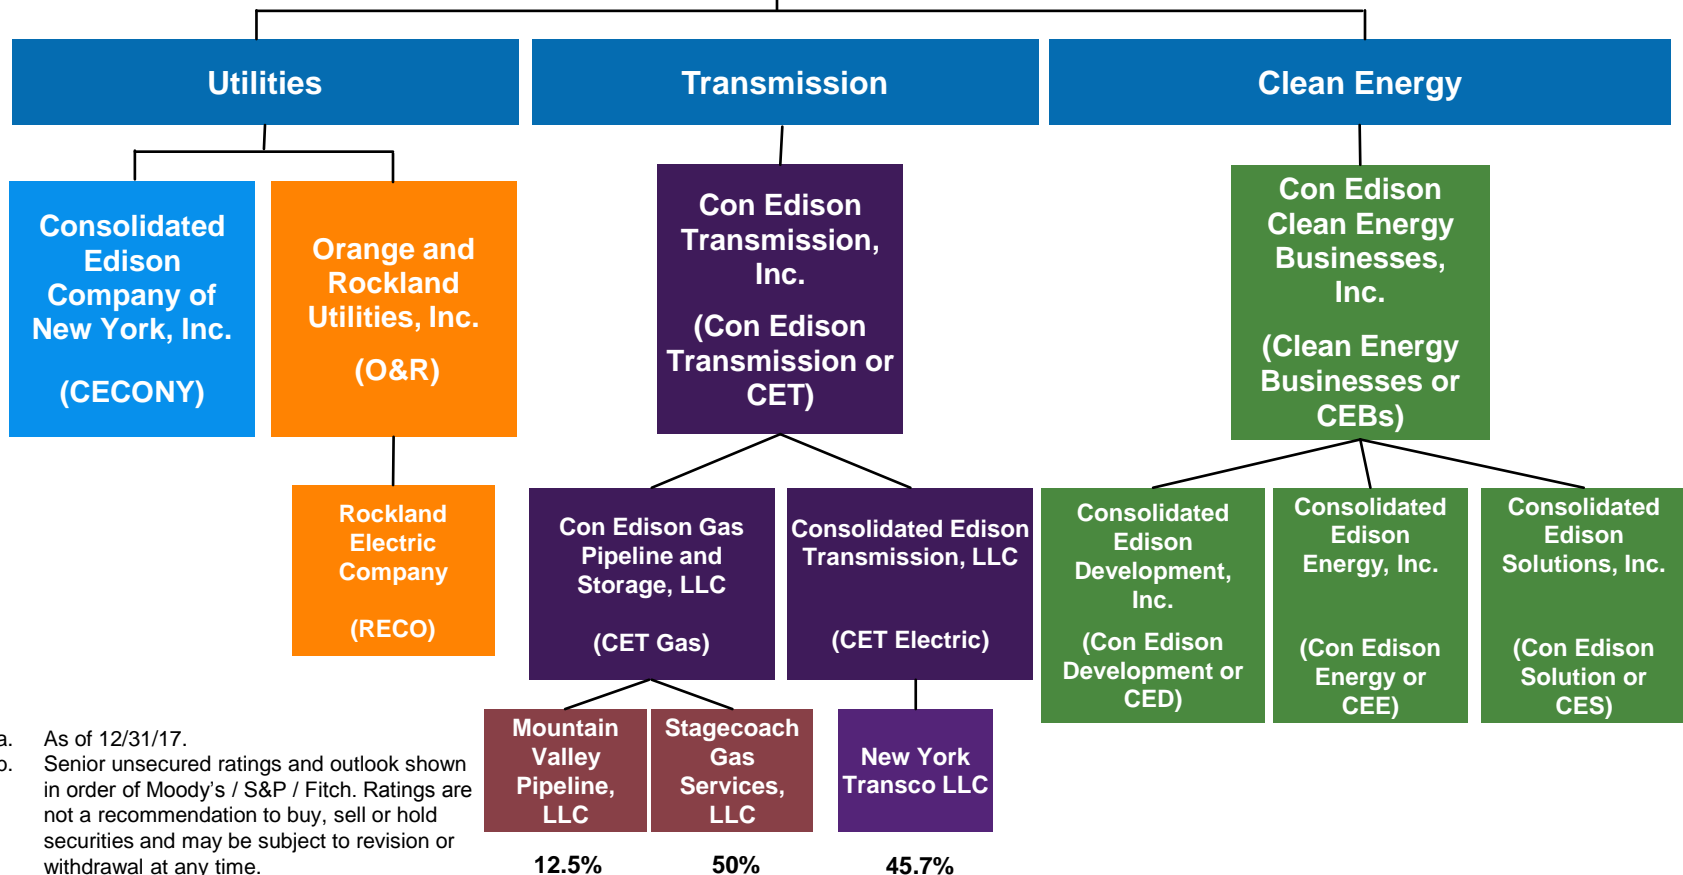 Utilities
Transmission
Clean Energy
Consolidated
Edison
Company of
New York, Inc.
(CECONY)
Orange and
Rockland
Utilities, Inc.
(O&R)
Con Edison
Transmission,
Inc.
(Con Edison
Transmission or
CET)
Con Edison
Clean Energy
Businesses,
Inc.
(Clean Energy
Businesses or
CEBs)
Rockland
Electric
Company
(RECO)
Con Edison Gas
Pipeline and
Storage, LLC
(CET Gas)
Consolidated Edison
Transmission, LLC
(CET Electric)
Consolidated
Edison
Development,
Inc.
(Con Edison
Development or
CED)
Consolidated
Edison
Energy, Inc.
(Con Edison
Energy or
CEE)
Consolidated
Edison
Solutions, Inc.
(Con Edison
Solution or
CES)
Mountain
Valley
Pipeline,
LLC
12.5%
Stagecoach
Gas
Services,
LLC
50%
New York
Transco LLC
45.7%
a. As of 12/31/17.
b. Senior unsecured ratings and outlook shown
in order of Moody's / S&P / Fitch. Ratings are
not a recommendation to buy, sell or hold
securities and may be subject to revision or
withdrawal at any time.